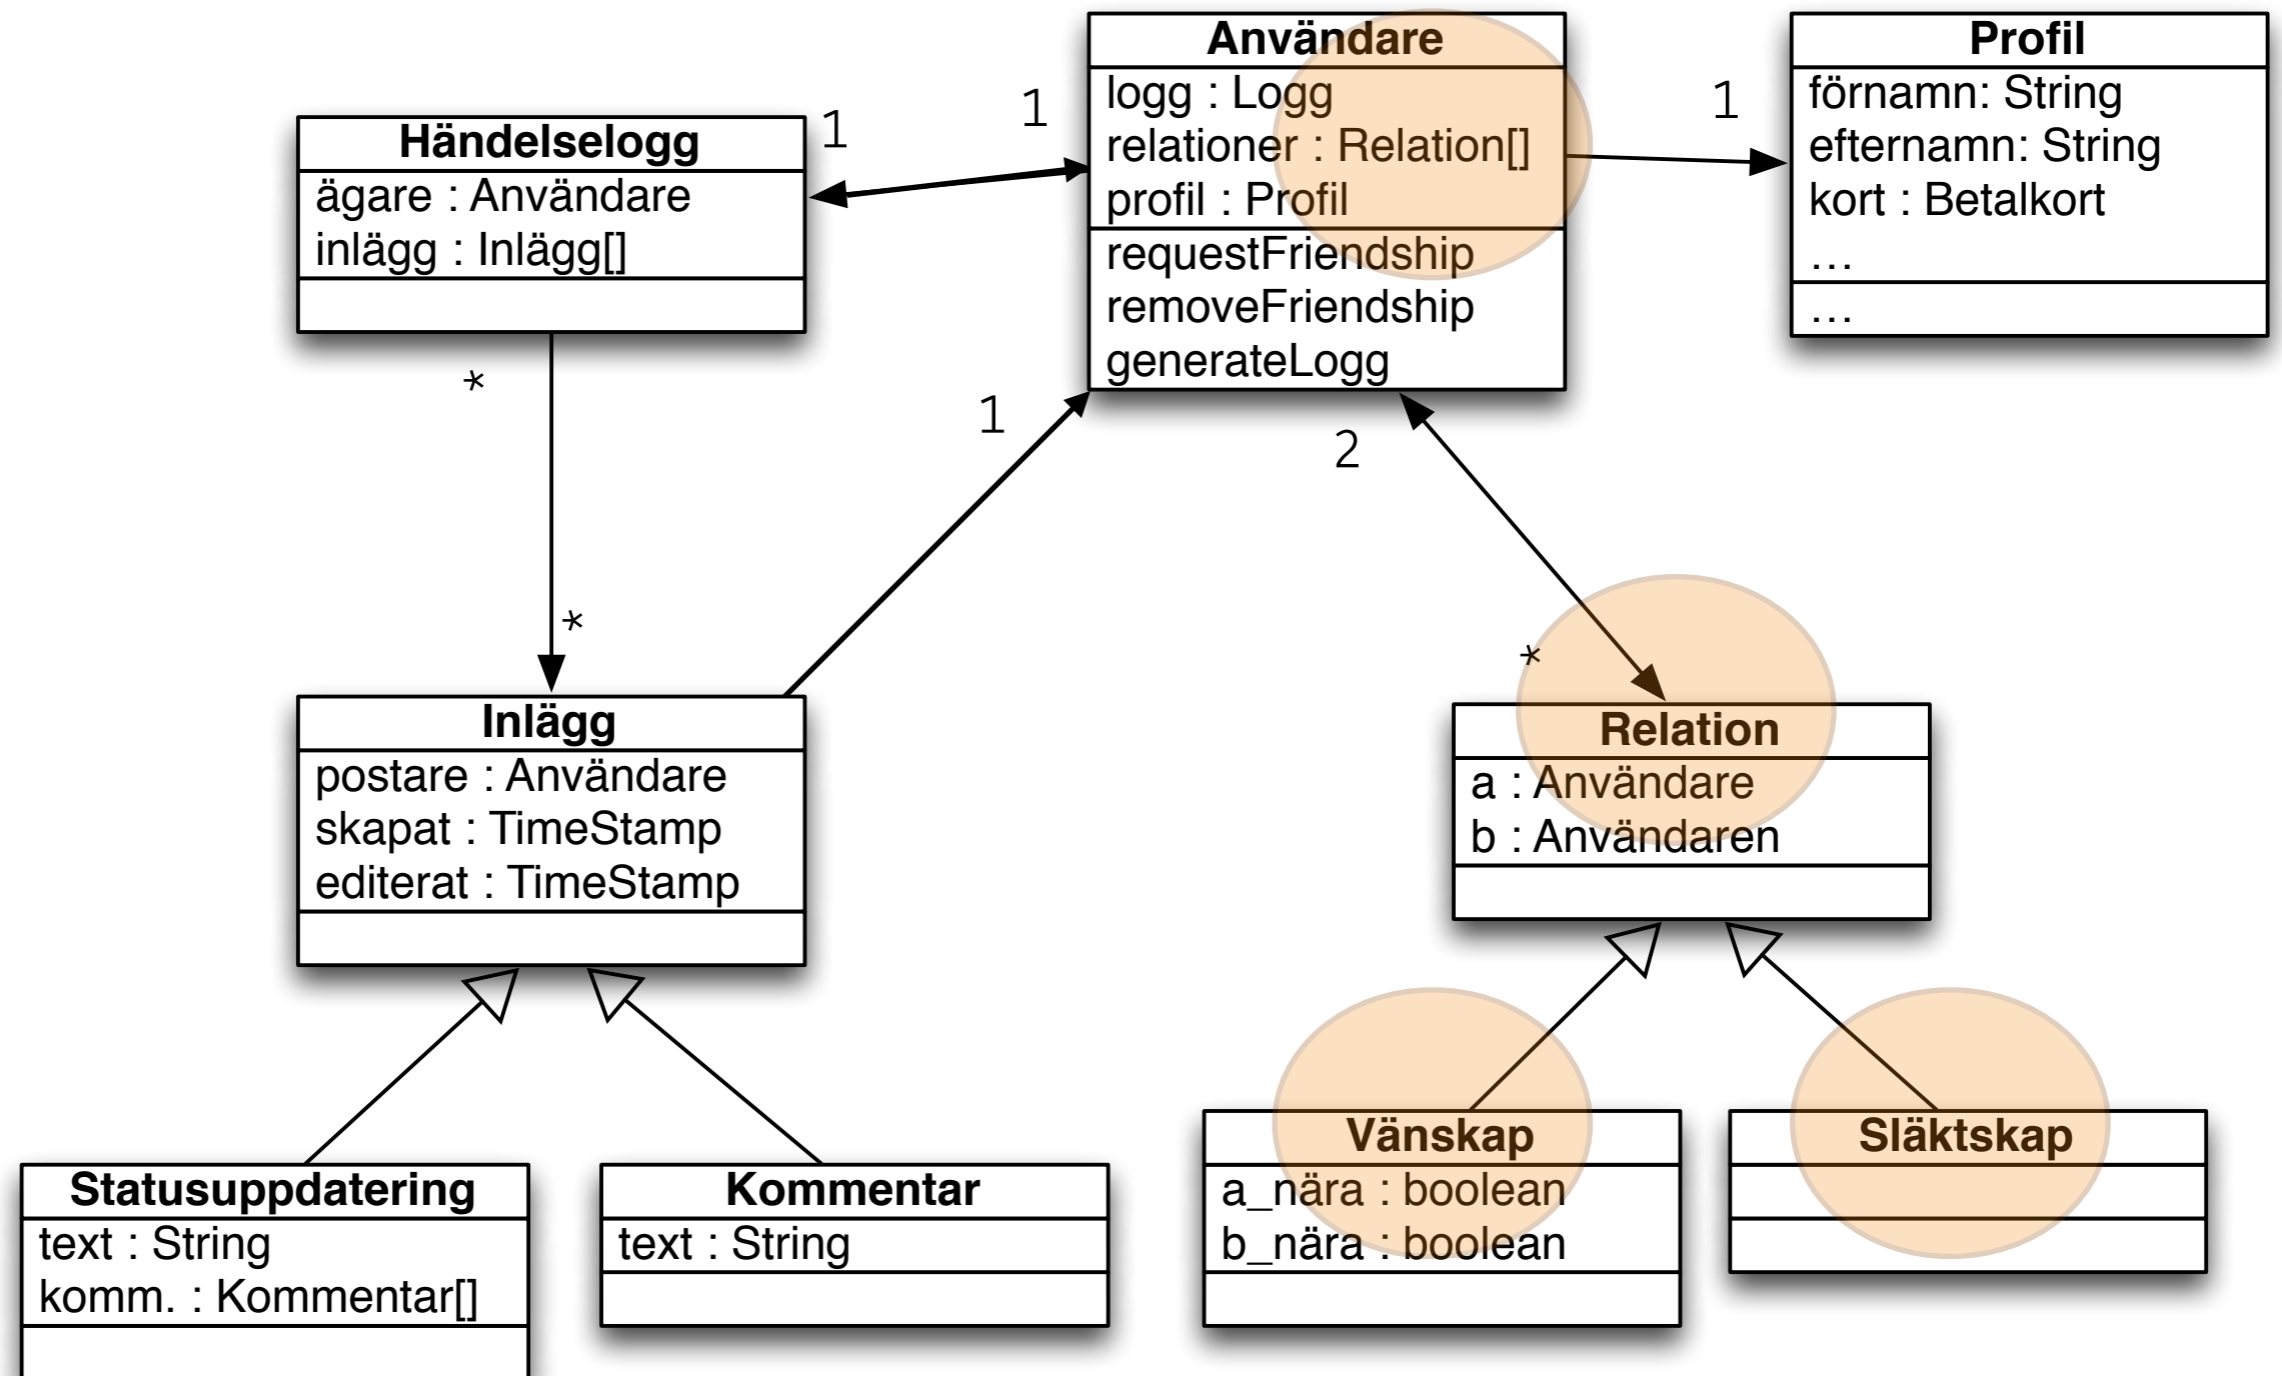 Användare
logg : Logg
relationer : Relation[]
profil : Profil
requestFriendship
removeFriendship
generateLogg
Profil
förnamn: String
efternamn: String
kort : Betalkort
...
...
1
1
1
Händelselogg
ägare : Användare
inlägg : Inlägg[]
*
*
1
2
*
Inlägg
postare : Användare
skapat : TimeStamp
editerat : TimeStamp
Relation
a : Användare
b : Användaren
Statusuppdatering
text : String
komm. : Kommentar[]
Kommentar
text : String
Vänskap
a_nära : boolean
b_nära : boolean
Släktskap